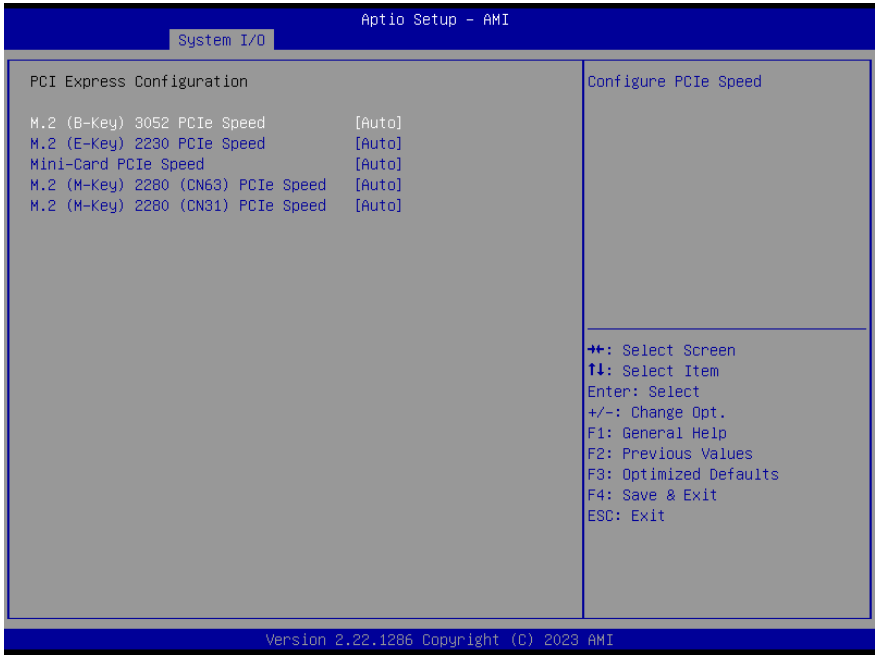 Aptio Setup - AMI
System I/O
PCI Express Configuration
M.2 (B-Key) 3052 PCIe Speed [Auto]
M.2 (E-Key) 2230 PCIe Speed [Auto]
Mini-Card PCIe Speed [Auto]
M.2 (M-Key) 2280 (CN63) PCIe Speed [Auto]
M.2 (M-Key) 2280 (CN31) PCIe Speed [Auto]
Configure PCIe Speed
→←: Select Screen
↑↓: Select Item
Enter: Select
+/-: Change Opt.
F1: General Help
F2: Previous Values
F3: Optimized Defaults
F4: Save & Exit
ESC: Exit
Version 2.22.1286 Copyright (C) 2023 AMI